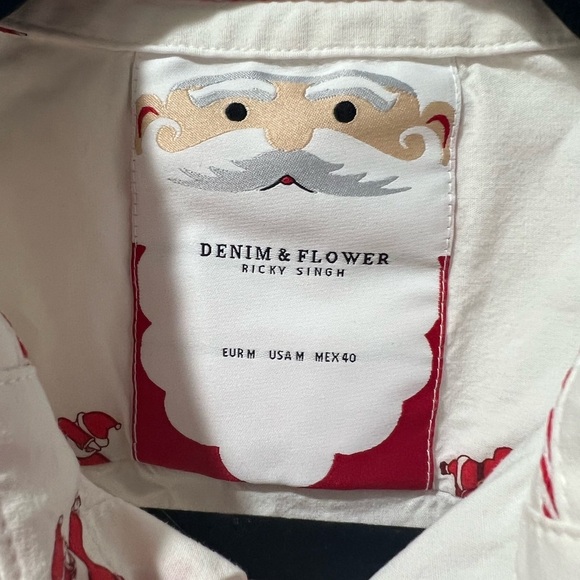 DENIM & FLOWER
RICKY SINGH
EUR M USA M MEX 40